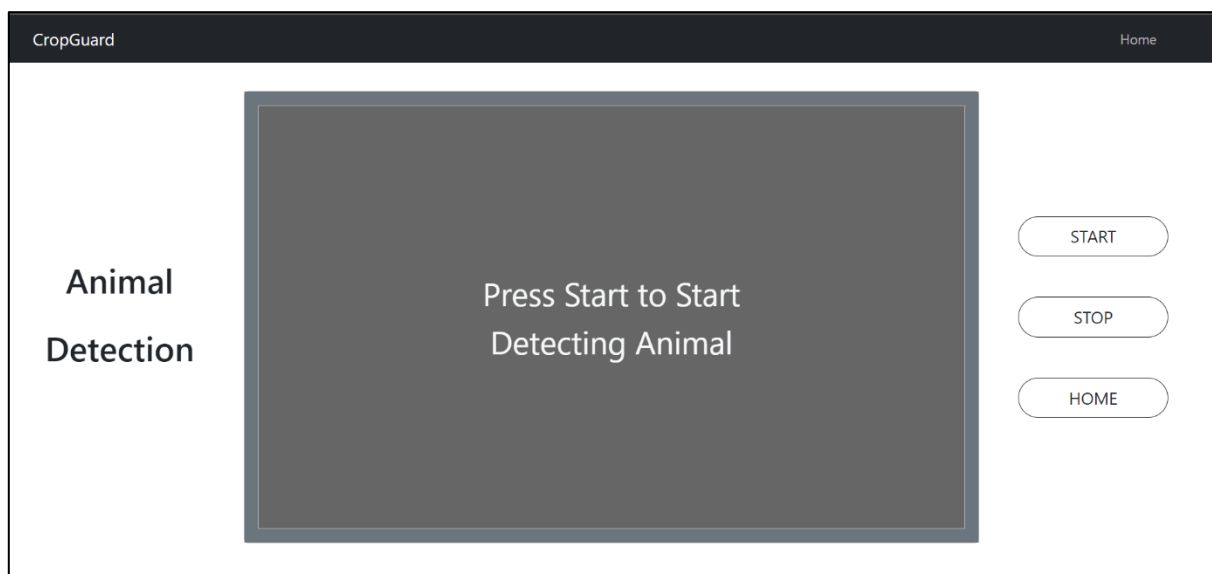 CropGuard
Home
Animal
Detection
Press Start to Start
Detecting Animal
START
STOP
HOME